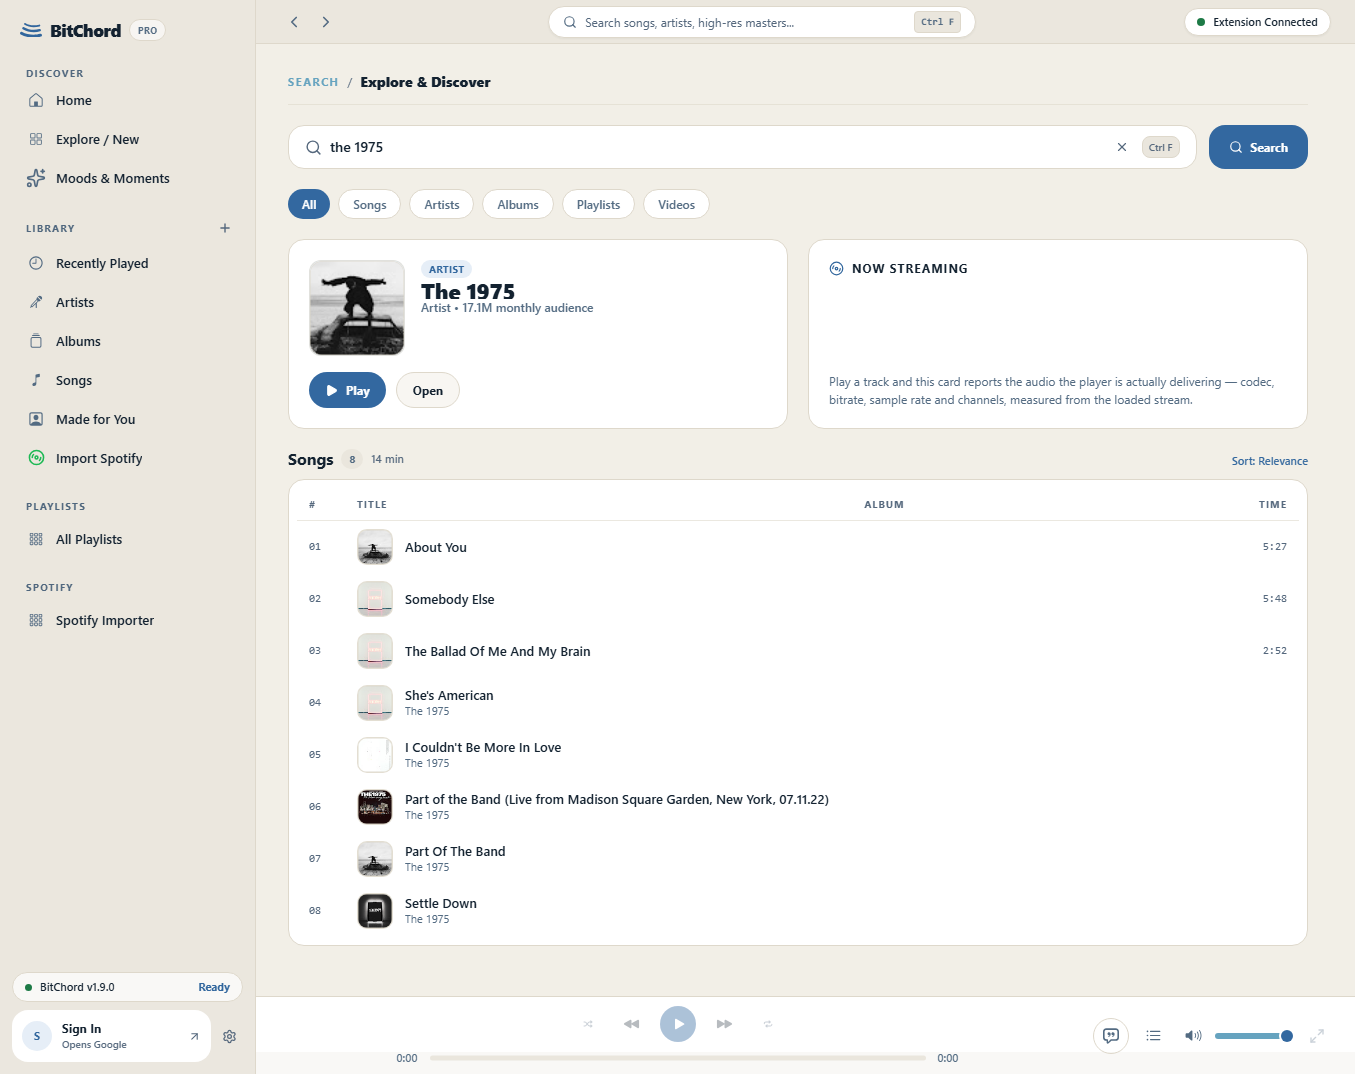 BitChord PRO
DISCOVER
Home
Explore / New
Moods & Moments
LIBRARY
Recently Played
Artists
Albums
Songs
Made for You
Import Spotify
PLAYLISTS
All Playlists
SPOTIFY
Spotify Importer
BitChord v1.9.0 Ready
S
Sign In
Opens Google
Search songs, artists, high-res masters... Ctrl F
Extension Connected
SEARCH / Explore & Discover
the 1975 Ctrl F
Search
All Songs Artists Albums Playlists Videos
ARTIST
The 1975
Artist • 17.1M monthly audience
Play Open
NOW STREAMING
Play a track and this card reports the audio the player is actually delivering — codec,
bitrate, sample rate and channels, measured from the loaded stream.
Songs 8 14 min
Sort: Relevance
# TITLE ALBUM TIME
01 About You 5:27
02 Somebody Else 5:48
03 The Ballad Of Me And My Brain 2:52
04 She's American
The 1975
05 I Couldn't Be More In Love
The 1975
06 Part of the Band (Live from Madison Square Garden, New York, 07.11.22)
The 1975
07 Part Of The Band
The 1975
08 Settle Down
The 1975
0:00 0:00